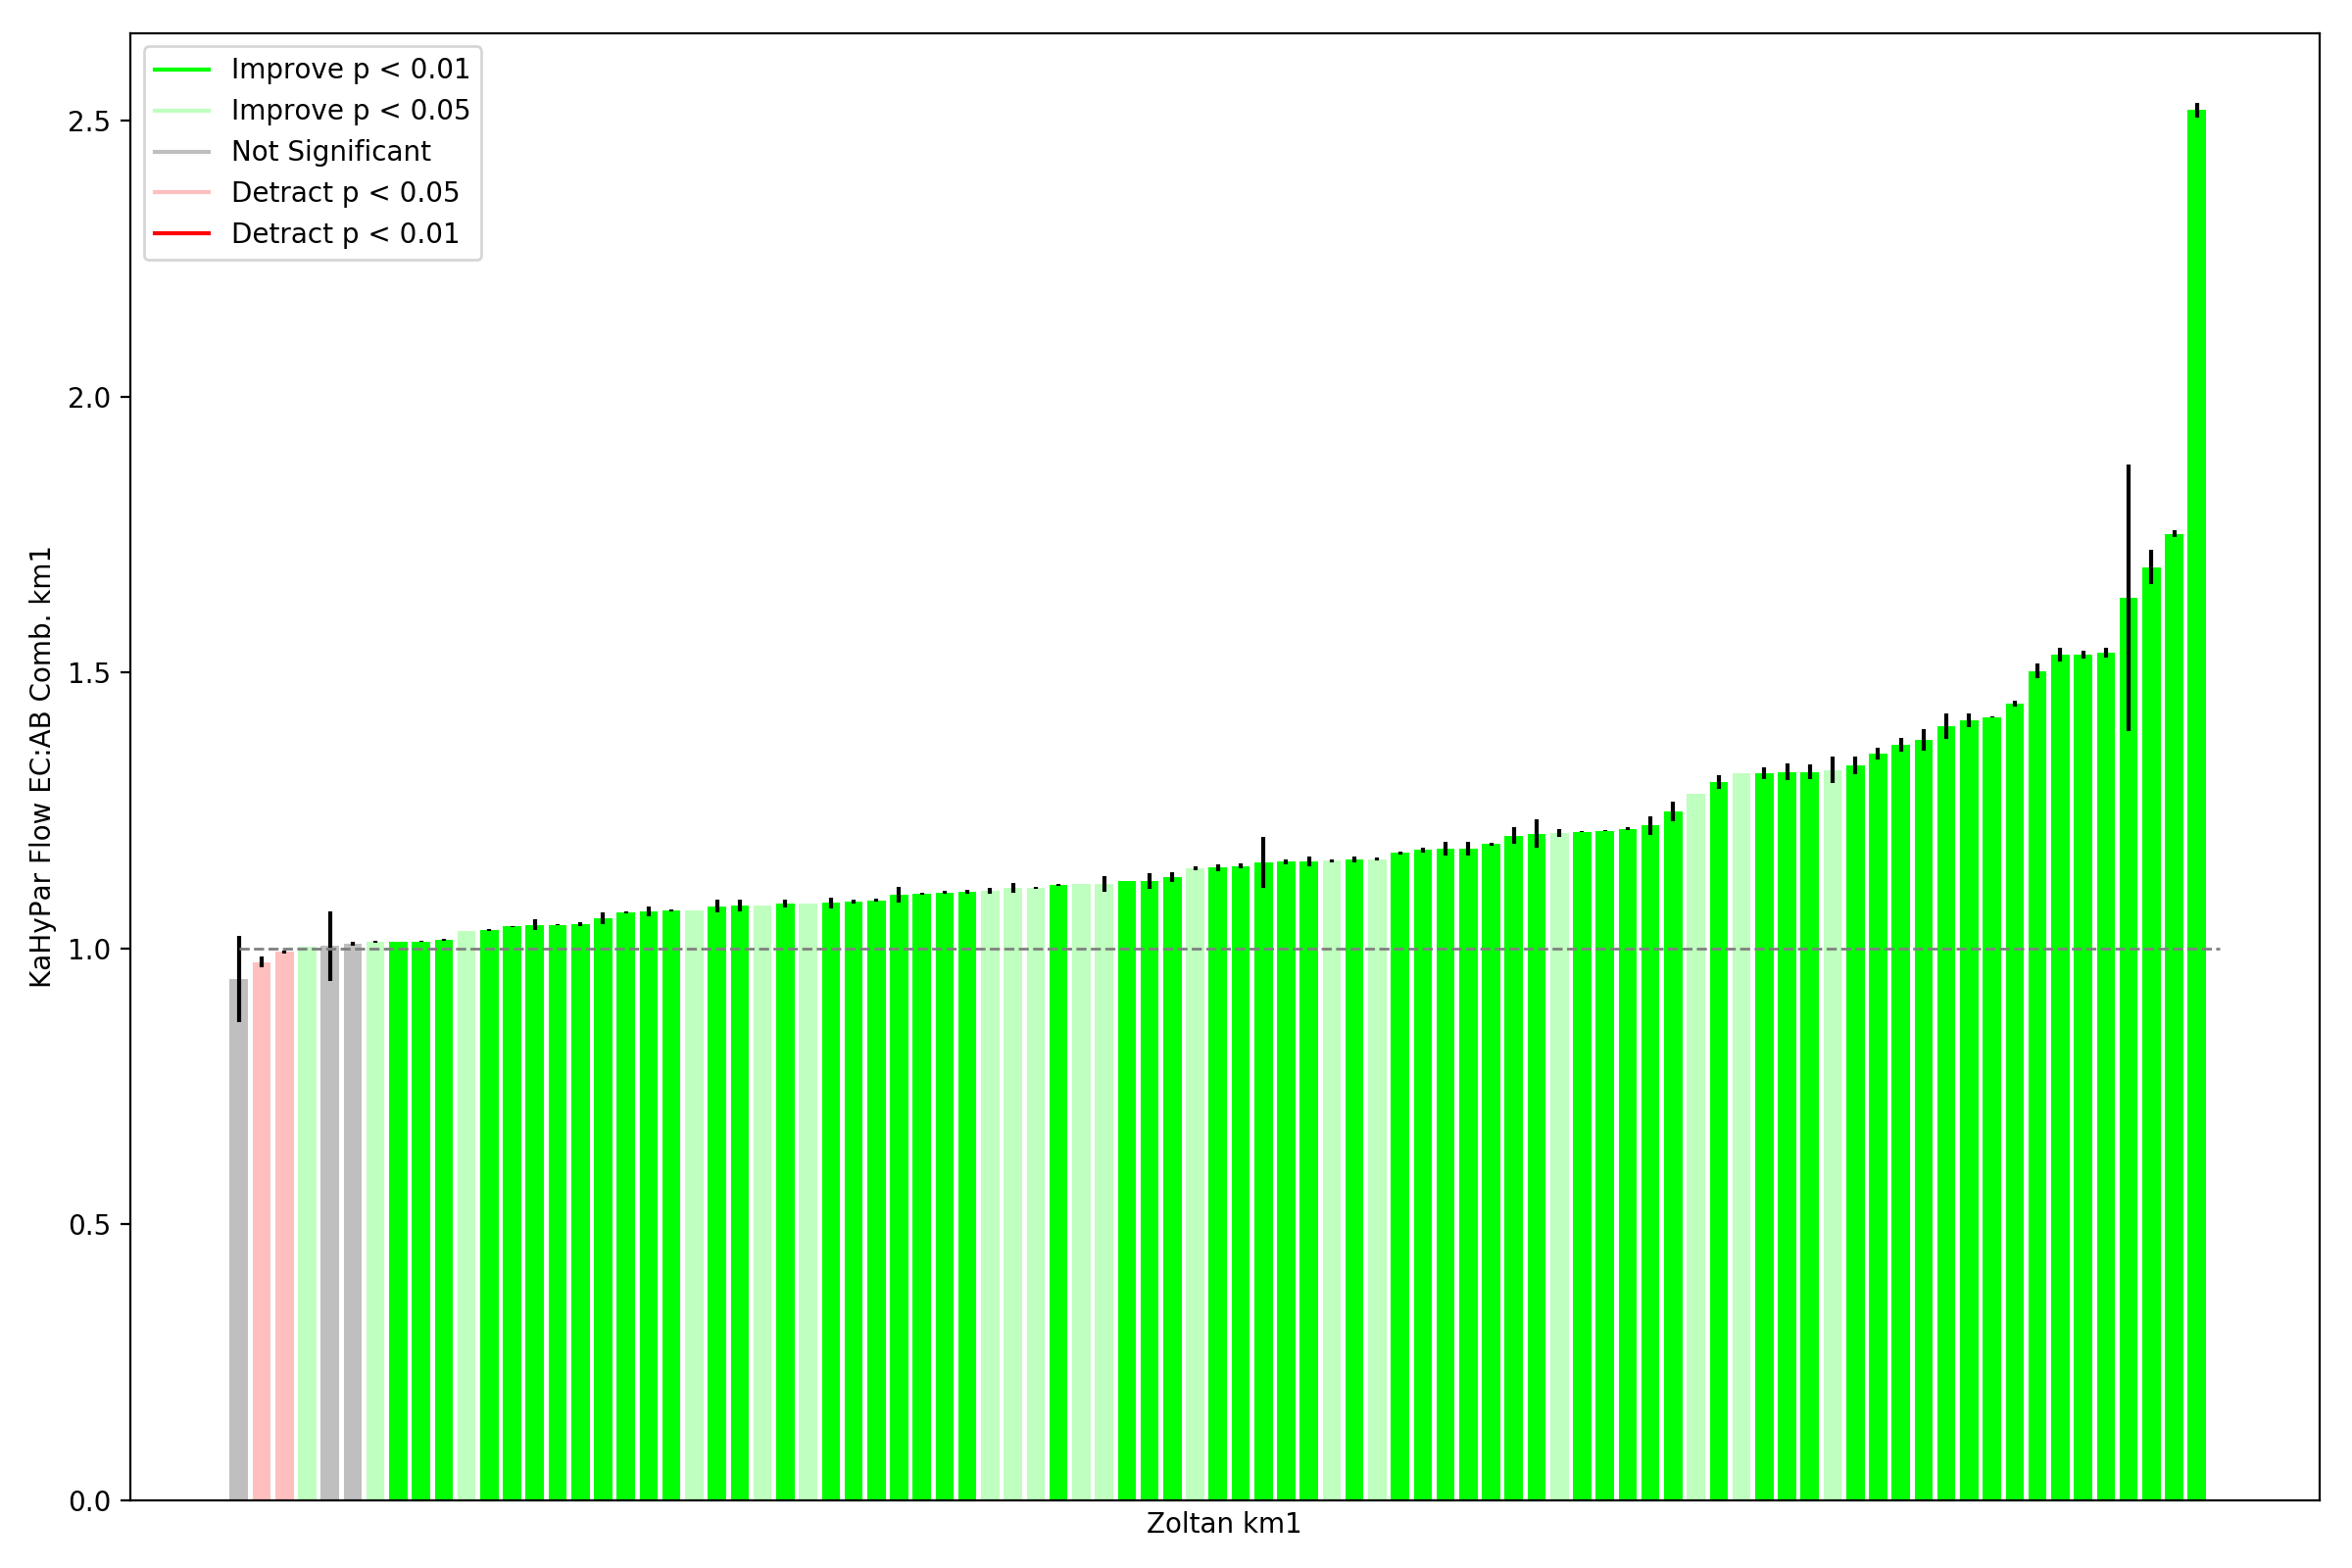 Improve p < 0.01
Improve p < 0.05
Not Significant
Detract p < 0.05
Detract p < 0.01
2.5
2.0
1.5
1.0
0.5
0.0
KaHyPar Flow EC:AB Comb. km1
Zoltan km1